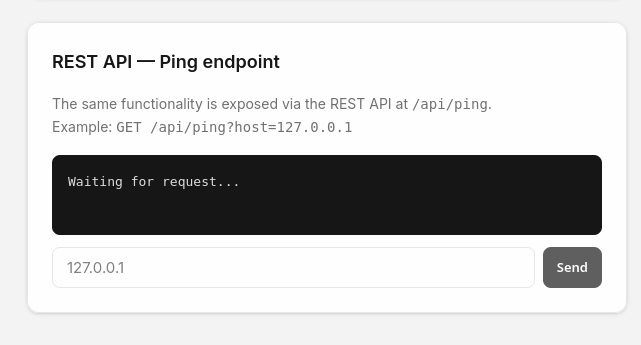 REST API — Ping endpoint
The same functionality is exposed via the REST API at /api/ping.
Example: GET /api/ping?host=127.0.0.1
Waiting for request...
127.0.0.1
Send